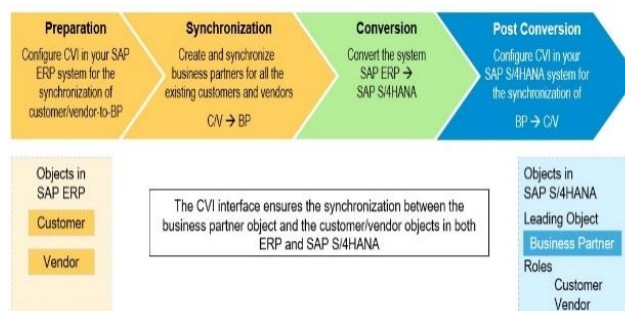 Preparation
Configure CVI in your SAP
ERP system for the
synchronization of
customer/vendor-to-BP
Synchronization
Create and synchronize
business partners for all the
existing customers and vendors
C/V → BP
Conversion
Convert the system
SAP ERP →
SAP S/4HANA
Post Conversion
Configure CVI in your
SAP S/4HANA system for
the synchronization of
BP → C/V
Objects in
SAP ERP
Customer
Vendor
The CVI interface ensures the synchronization between the
business partner object and the customer/vendor objects in both
ERP and SAP S/4HANA
Objects in
SAP S/4HANA
Leading Object
Business Partner
Roles
Customer
Vendor